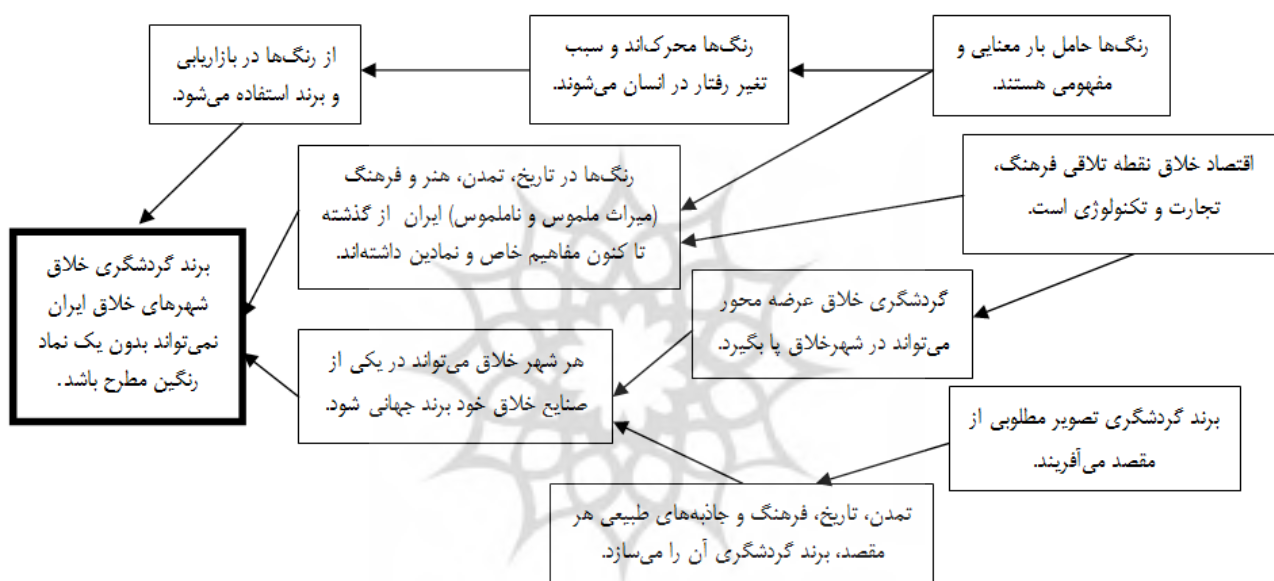 رنگ‌ها حامل بار معنایی و
مفهومی هستند.
رنگ‌ها محرک‌اند و سبب
تغیر رفتار در انسان می‌شوند.
از رنگ‌ها در بازاریابی
و برند استفاده می‌شود.
اقتصاد خلاق نقطه تلاقی فرهنگ،
تجارت و تکنولوژی است.
رنگ‌ها در تاریخ، تمدن، هنر و فرهنگ
(میراث ملموس و ناملموس) ایران از گذشته
تا کنون مفاهیم خاص و نمادین داشته‌اند.
برند گردشگری خلاق
شهرهای خلاق ایران
نمی‌تواند بدون یک نماد
رنگین مطرح باشد.
گردشگری خلاق عرضه محور
می‌تواند در شهرخلاق پا بگیرد.
هر شهر خلاق می‌تواند در یکی از
صنایع خلاق خود برند جهانی شود.
برند گردشگری تصویر مطلوبی از
مقصد می‌آفریند.
تمدن، تاریخ، فرهنگ و جاذبه‌های طبیعی هر
مقصد، برند گردشگری آن را می‌سازد.